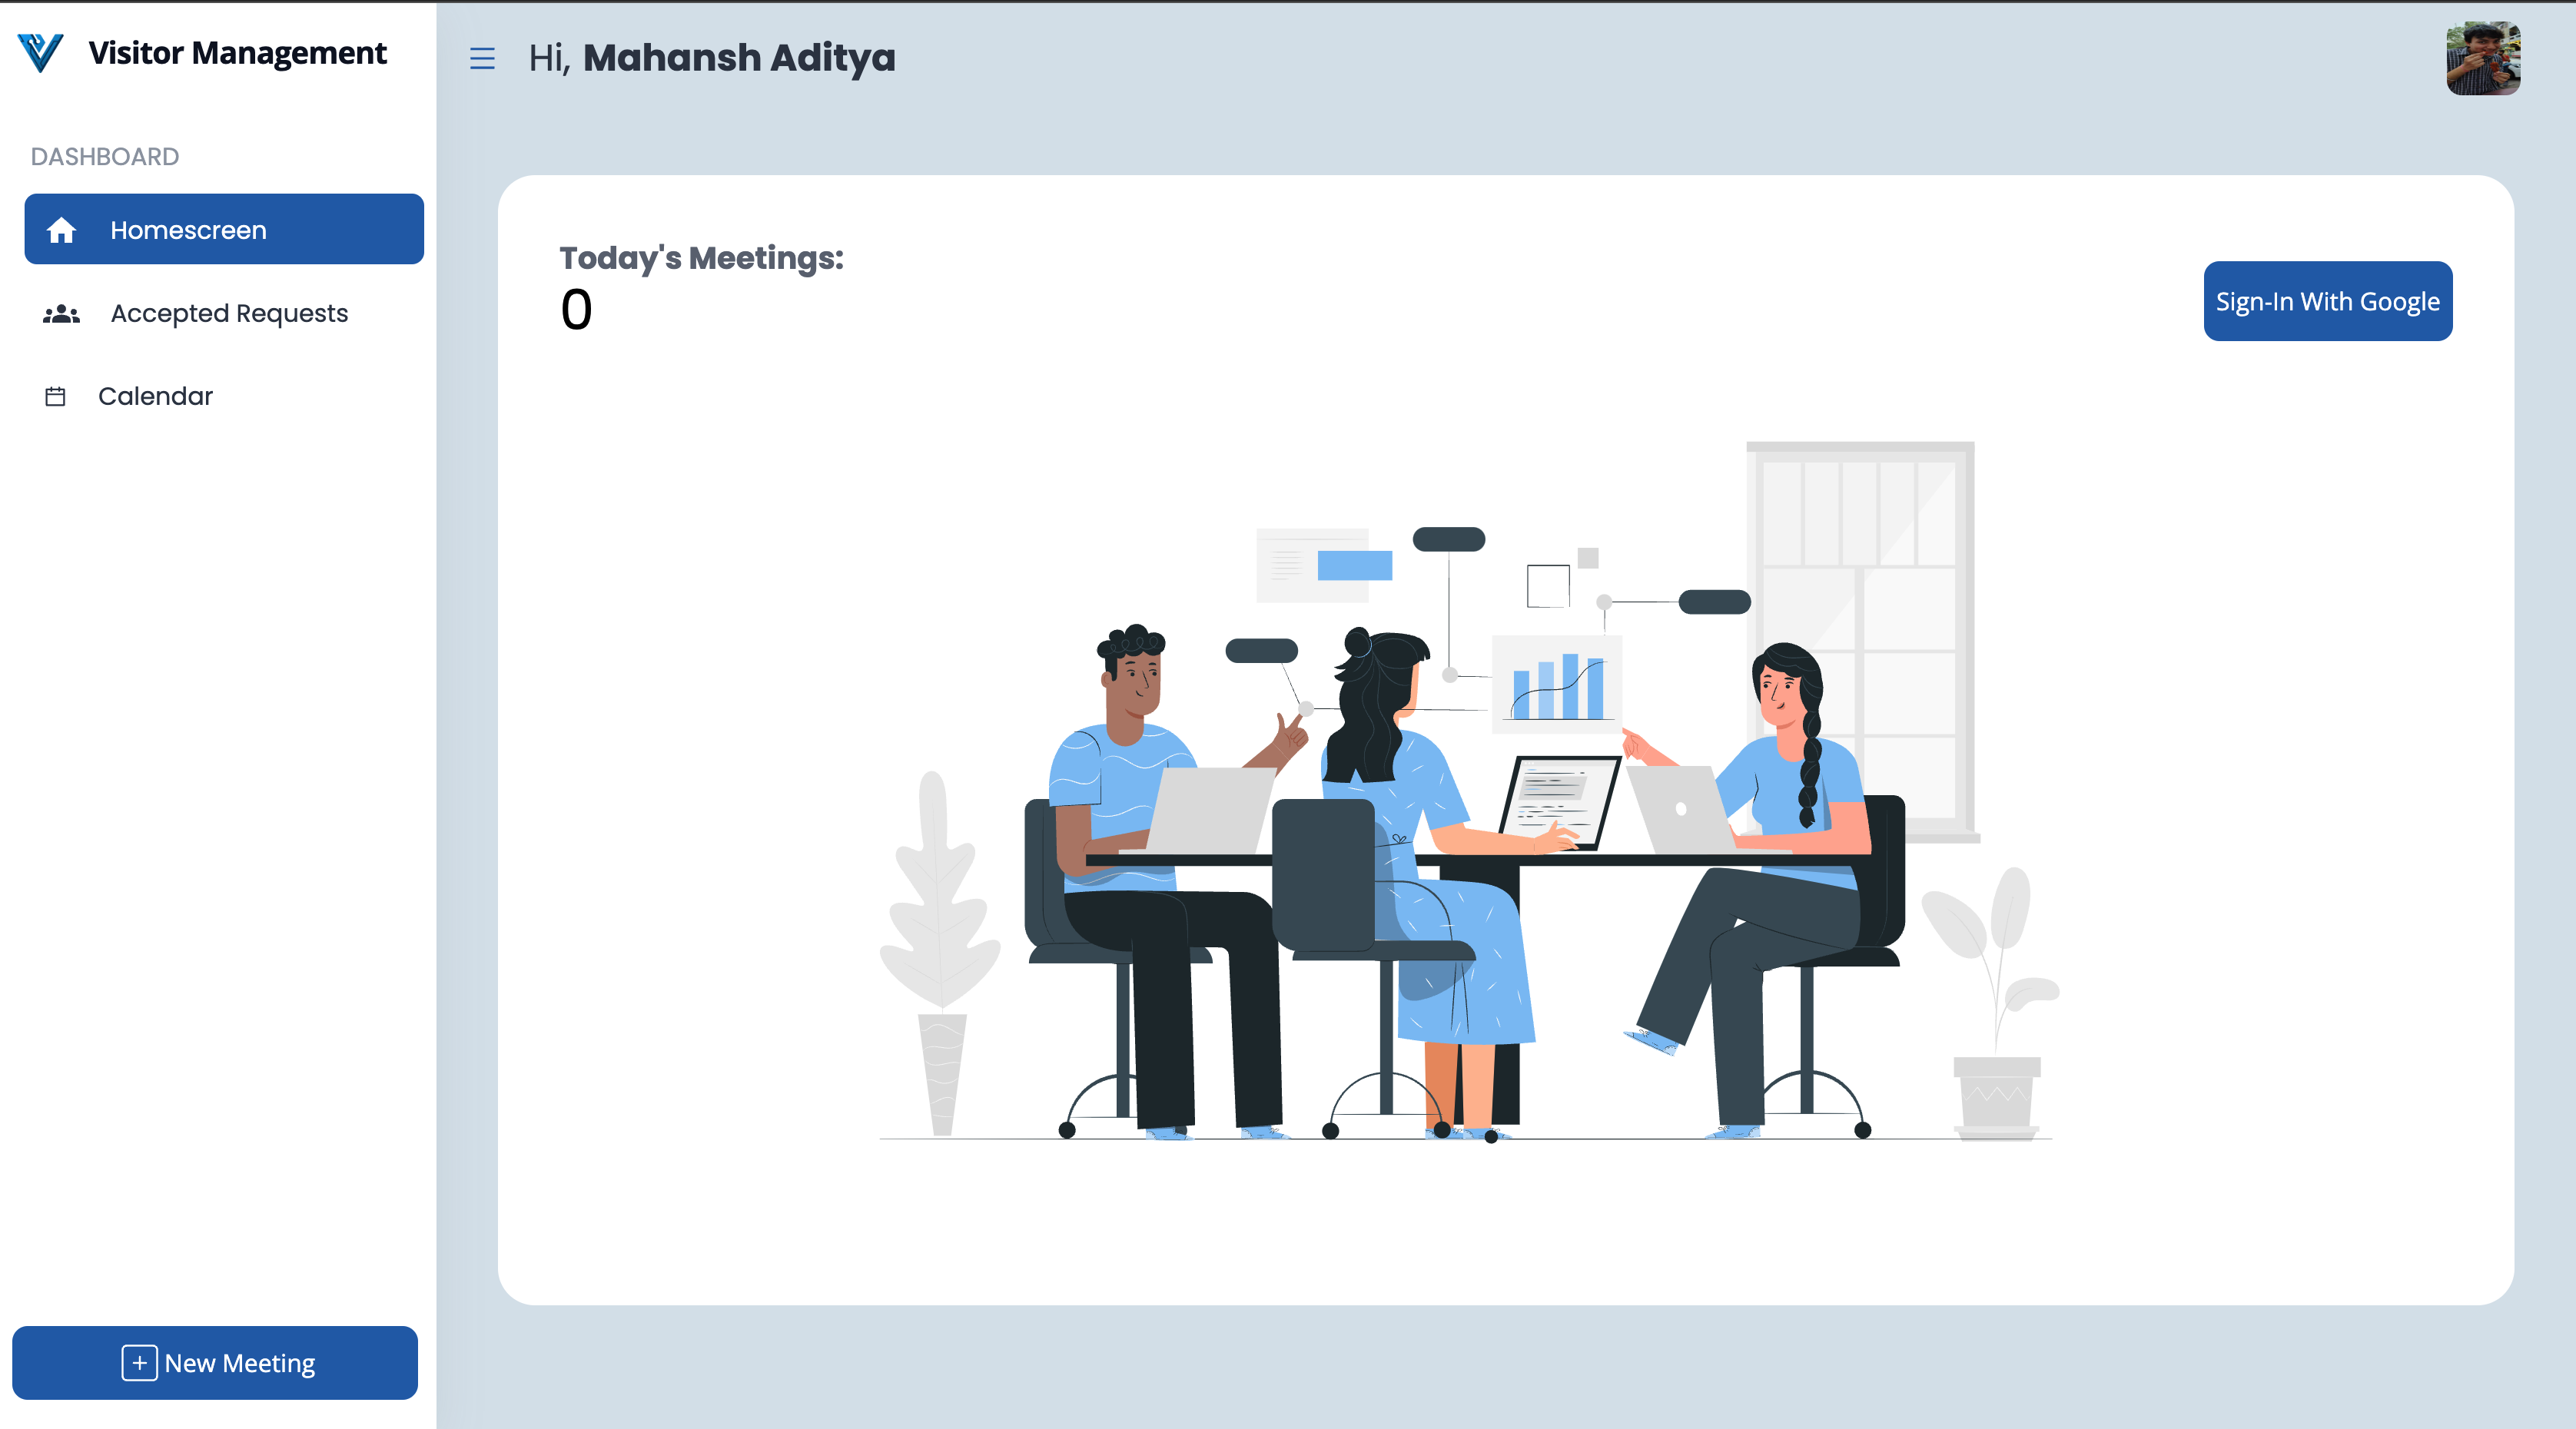 Visitor Management
DASHBOARD
Homescreen
Accepted Requests
Calendar
New Meeting
Hi, Mahansh Aditya
Today's Meetings:
0
Sign-In With Google